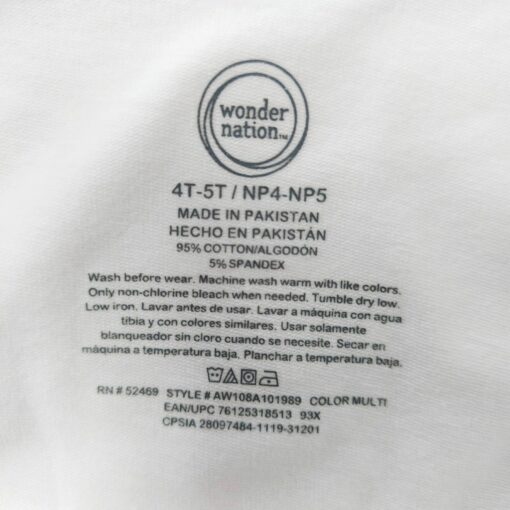 wonder
nation™
4T-5T / NP4-NP5
MADE IN PAKISTAN
HECHO EN PAKISTÁN
95% COTTON/ALGODÓN
5% SPANDEX
Wash before wear. Machine wash warm with like colors.
Only non-chlorine bleach when needed. Tumble dry low.
Low iron. Lavar antes de usar. Lavar a máquina con agua
tibia y con colores similares. Usar solamente
blanqueador sin cloro cuando se necesite. Secar en
máquina a temperatura baja. Planchar a temperatura baja.
RN # 52469 STYLE # AW108A101989 COLOR MULTI
EAN/UPC 76125318513 93X
CPSIA 28097484-1119-31201